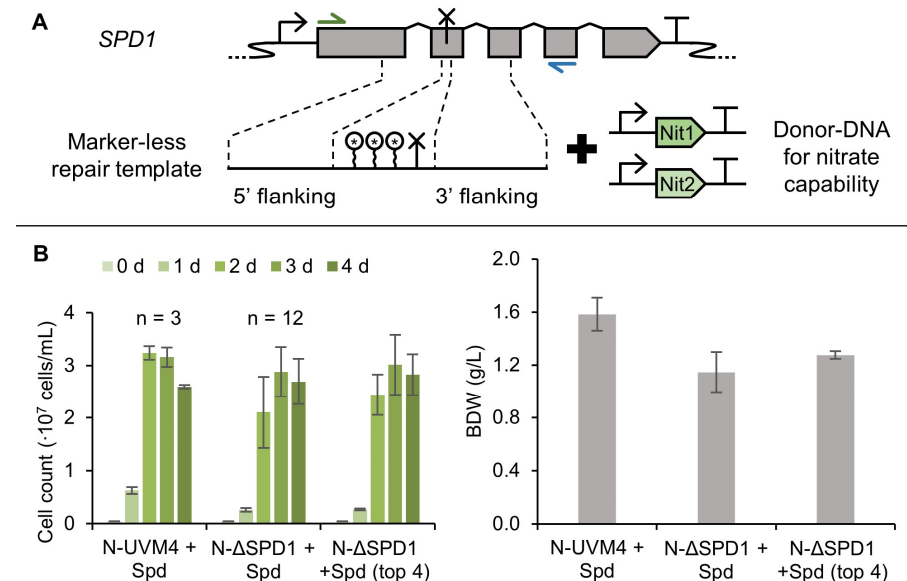 A
SPD1
Marker-less
repair template
* * *
5’ flanking
3’ flanking
Nit1
Nit2
Donor-DNA
for nitrate
capability
B
0 d 1 d 2 d 3 d 4 d
n = 3 n = 12
Cell count (·10⁷ cells/mL)
4
3
2
1
0
N-UVM4 +
Spd
N-ΔSPD1 +
Spd
N-ΔSPD1
+Spd (top 4)
BDW (g/L)
2.0
1.6
1.2
0.8
0.4
0.0
N-UVM4 +
Spd
N-ΔSPD1 +
Spd
N-ΔSPD1
+Spd (top 4)